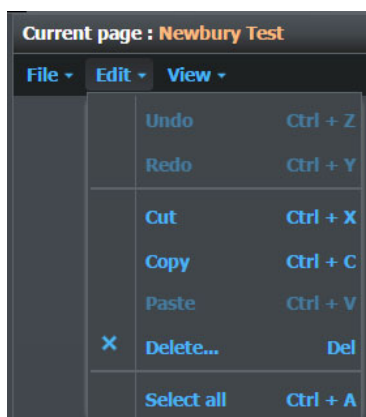 Current page : Newbury Test
File Edit View
Undo Ctrl + Z
Redo Ctrl + Y
Cut Ctrl + X
Copy Ctrl + C
Paste Ctrl + V
Delete... Del
Select all Ctrl + A